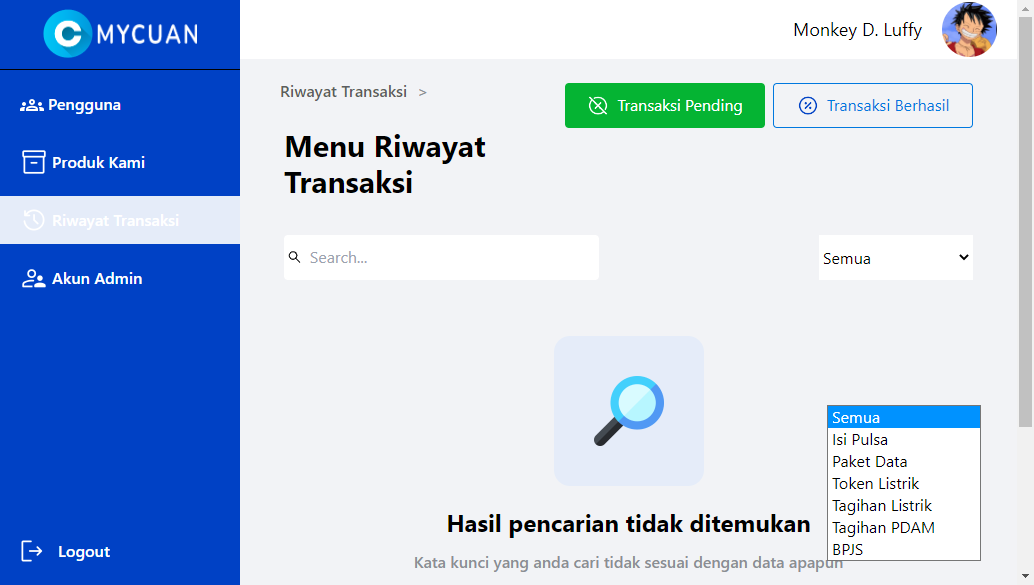 MYCUAN
Monkey D. Luffy
Pengguna
Produk Kami
Riwayat Transaksi
Akun Admin
Logout
Riwayat Transaksi >
Transaksi Pending
Transaksi Berhasil
Menu Riwayat
Transaksi
Search...
Semua
Hasil pencarian tidak ditemukan
Kata kunci yang anda cari tidak sesuai dengan data apapun
Semua
Isi Pulsa
Paket Data
Token Listrik
Tagihan Listrik
Tagihan PDAM
BPJS